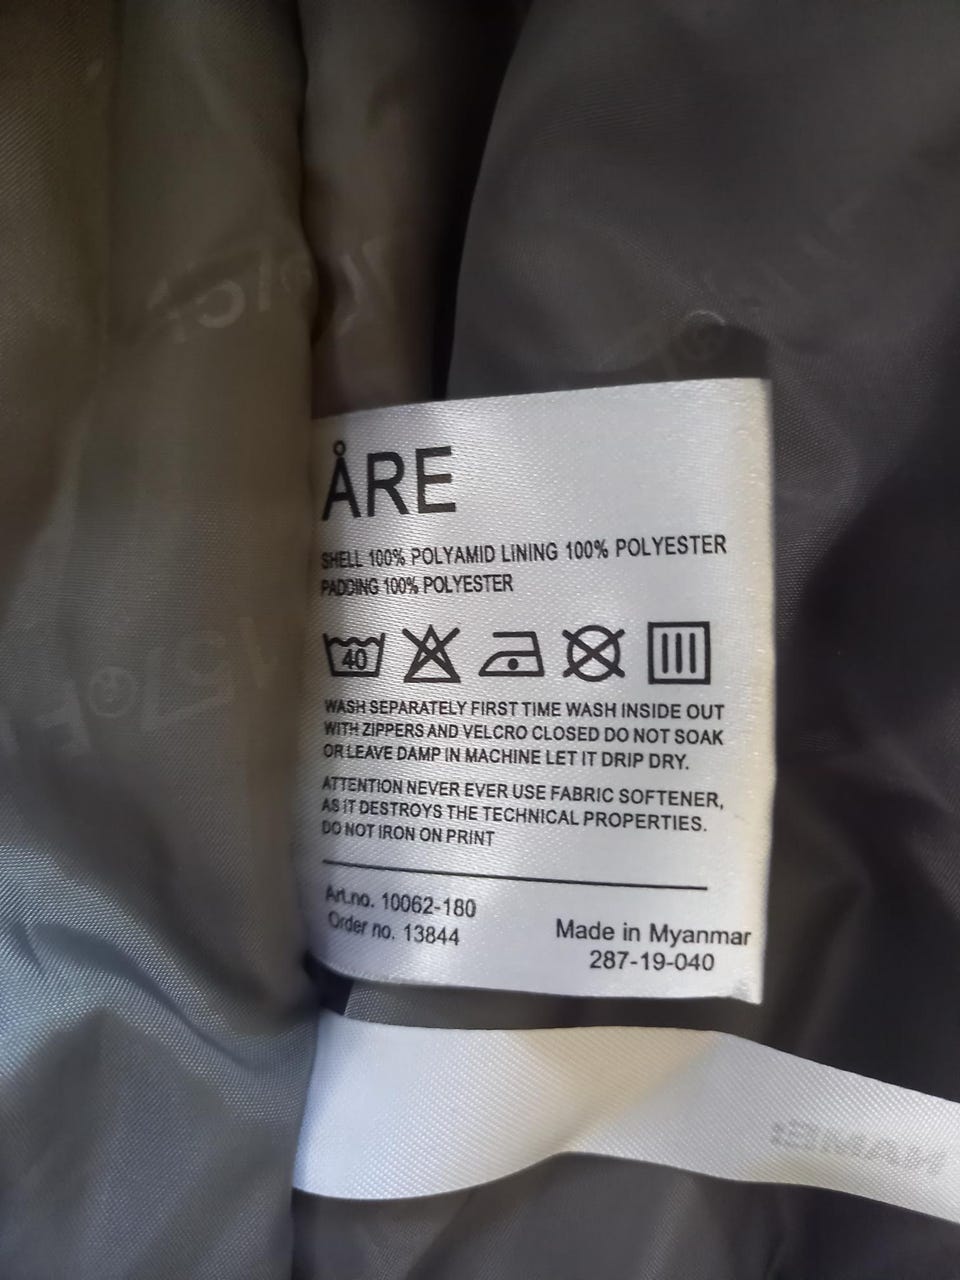 ÅRE
SHELL 100% POLYAMID LINING 100% POLYESTER
PADDING 100% POLYESTER
40
WASH SEPARATELY FIRST TIME WASH INSIDE OUT
WITH ZIPPERS AND VELCRO CLOSED DO NOT SOAK
OR LEAVE DAMP IN MACHINE LET IT DRIP DRY.
ATTENTION NEVER EVER USE FABRIC SOFTENER,
AS IT DESTROYS THE TECHNICAL PROPERTIES.
DO NOT IRON ON PRINT
Art.no. 10062-180
Order no. 13844
Made in Myanmar
287-19-040
NAME: